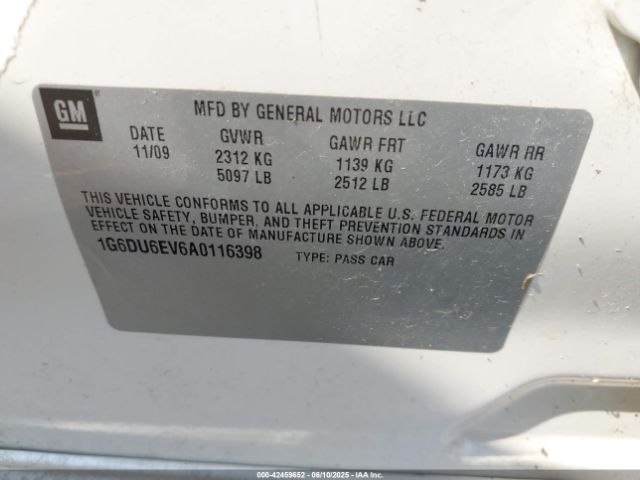 GM
MFD BY GENERAL MOTORS LLC
DATE GVWR GAWR FRT GAWR RR
11/09 2312 KG 1139 KG 1173 KG
5097 LB 2512 LB 2585 LB
THIS VEHICLE CONFORMS TO ALL APPLICABLE U.S. FEDERAL MOTOR
VEHICLE SAFETY, BUMPER, AND THEFT PREVENTION STANDARDS IN
EFFECT ON THE DATE OF MANUFACTURE SHOWN ABOVE.
1G6DU6EV6A0116398 TYPE: PASS CAR
000-42459652 / 06/10/2025 - IAA Inc.